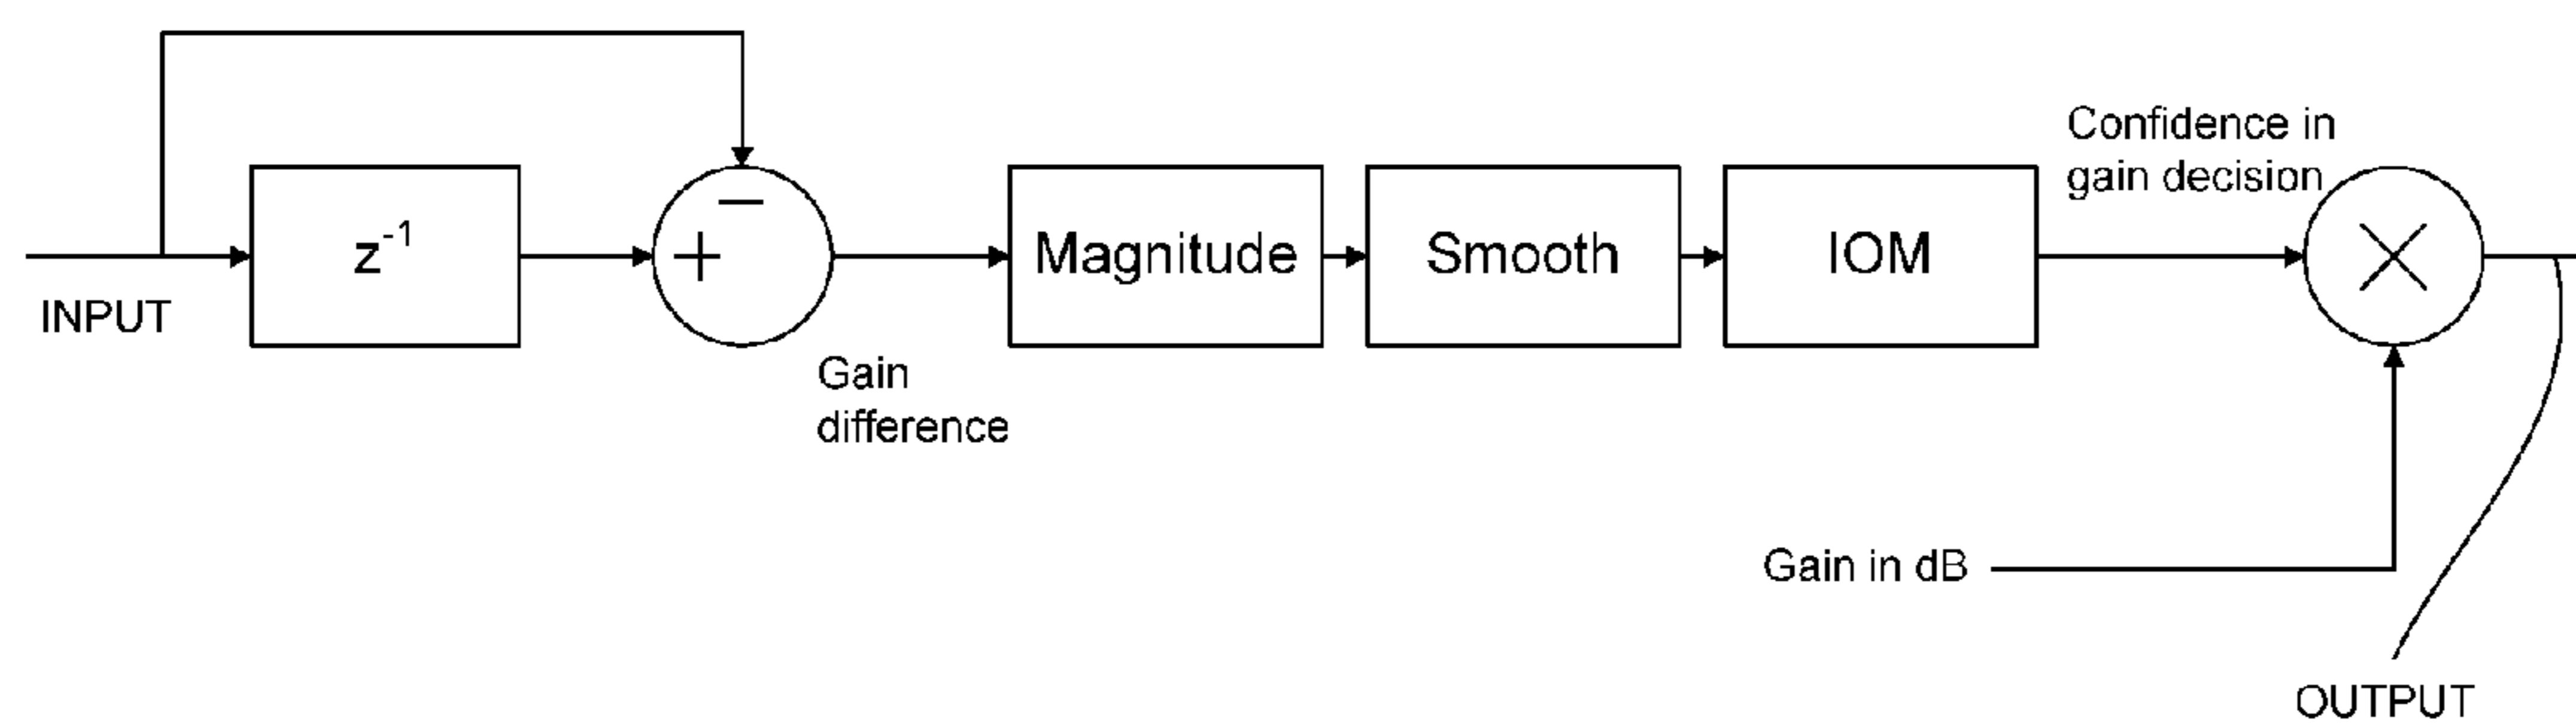 INPUT
z-1
−
+
Gain
difference
Magnitude
Smooth
IOM
Confidence in
gain decision
Gain in dB
OUTPUT